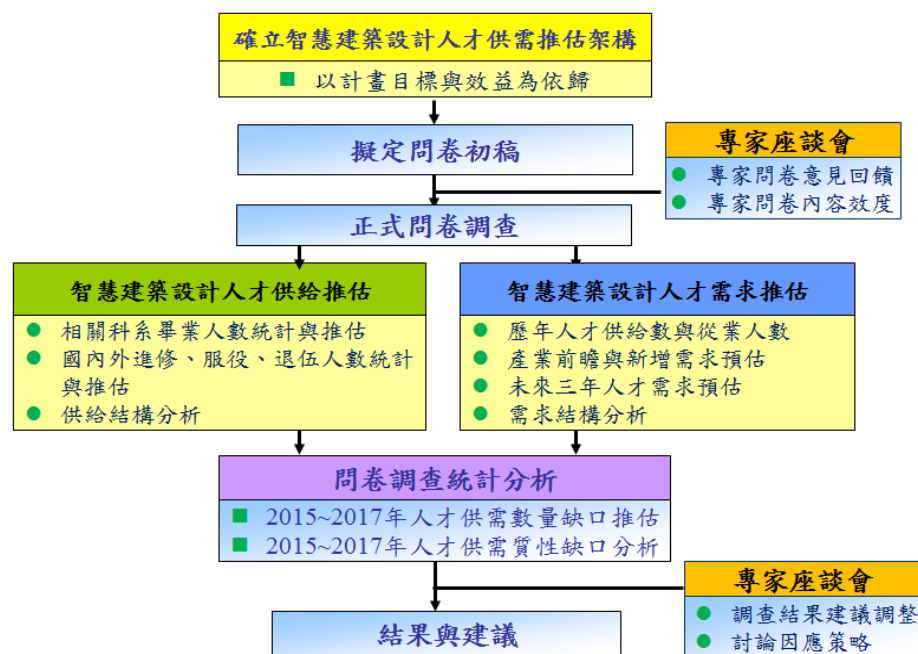 確立智慧建築設計人才供需推估架構
以計畫目標與效益為依歸
擬定問卷初稿
專家座談會
專家問卷意見回饋
專家問卷內容效度
正式問卷調查
智慧建築設計人才供給推估
相關科系畢業人數統計與推估
國內外進修、服役、退伍人數統計
與推估
供給結構分析
智慧建築設計人才需求推估
歷年人才供給數與從業人數
產業前瞻與新增需求預估
未來三年人才需求預估
需求結構分析
問卷調查統計分析
2015~2017年人才供需數量缺口推估
2015~2017年人才供需質性缺口分析
專家座談會
調查結果建議調整
討論因應策略
結果與建議